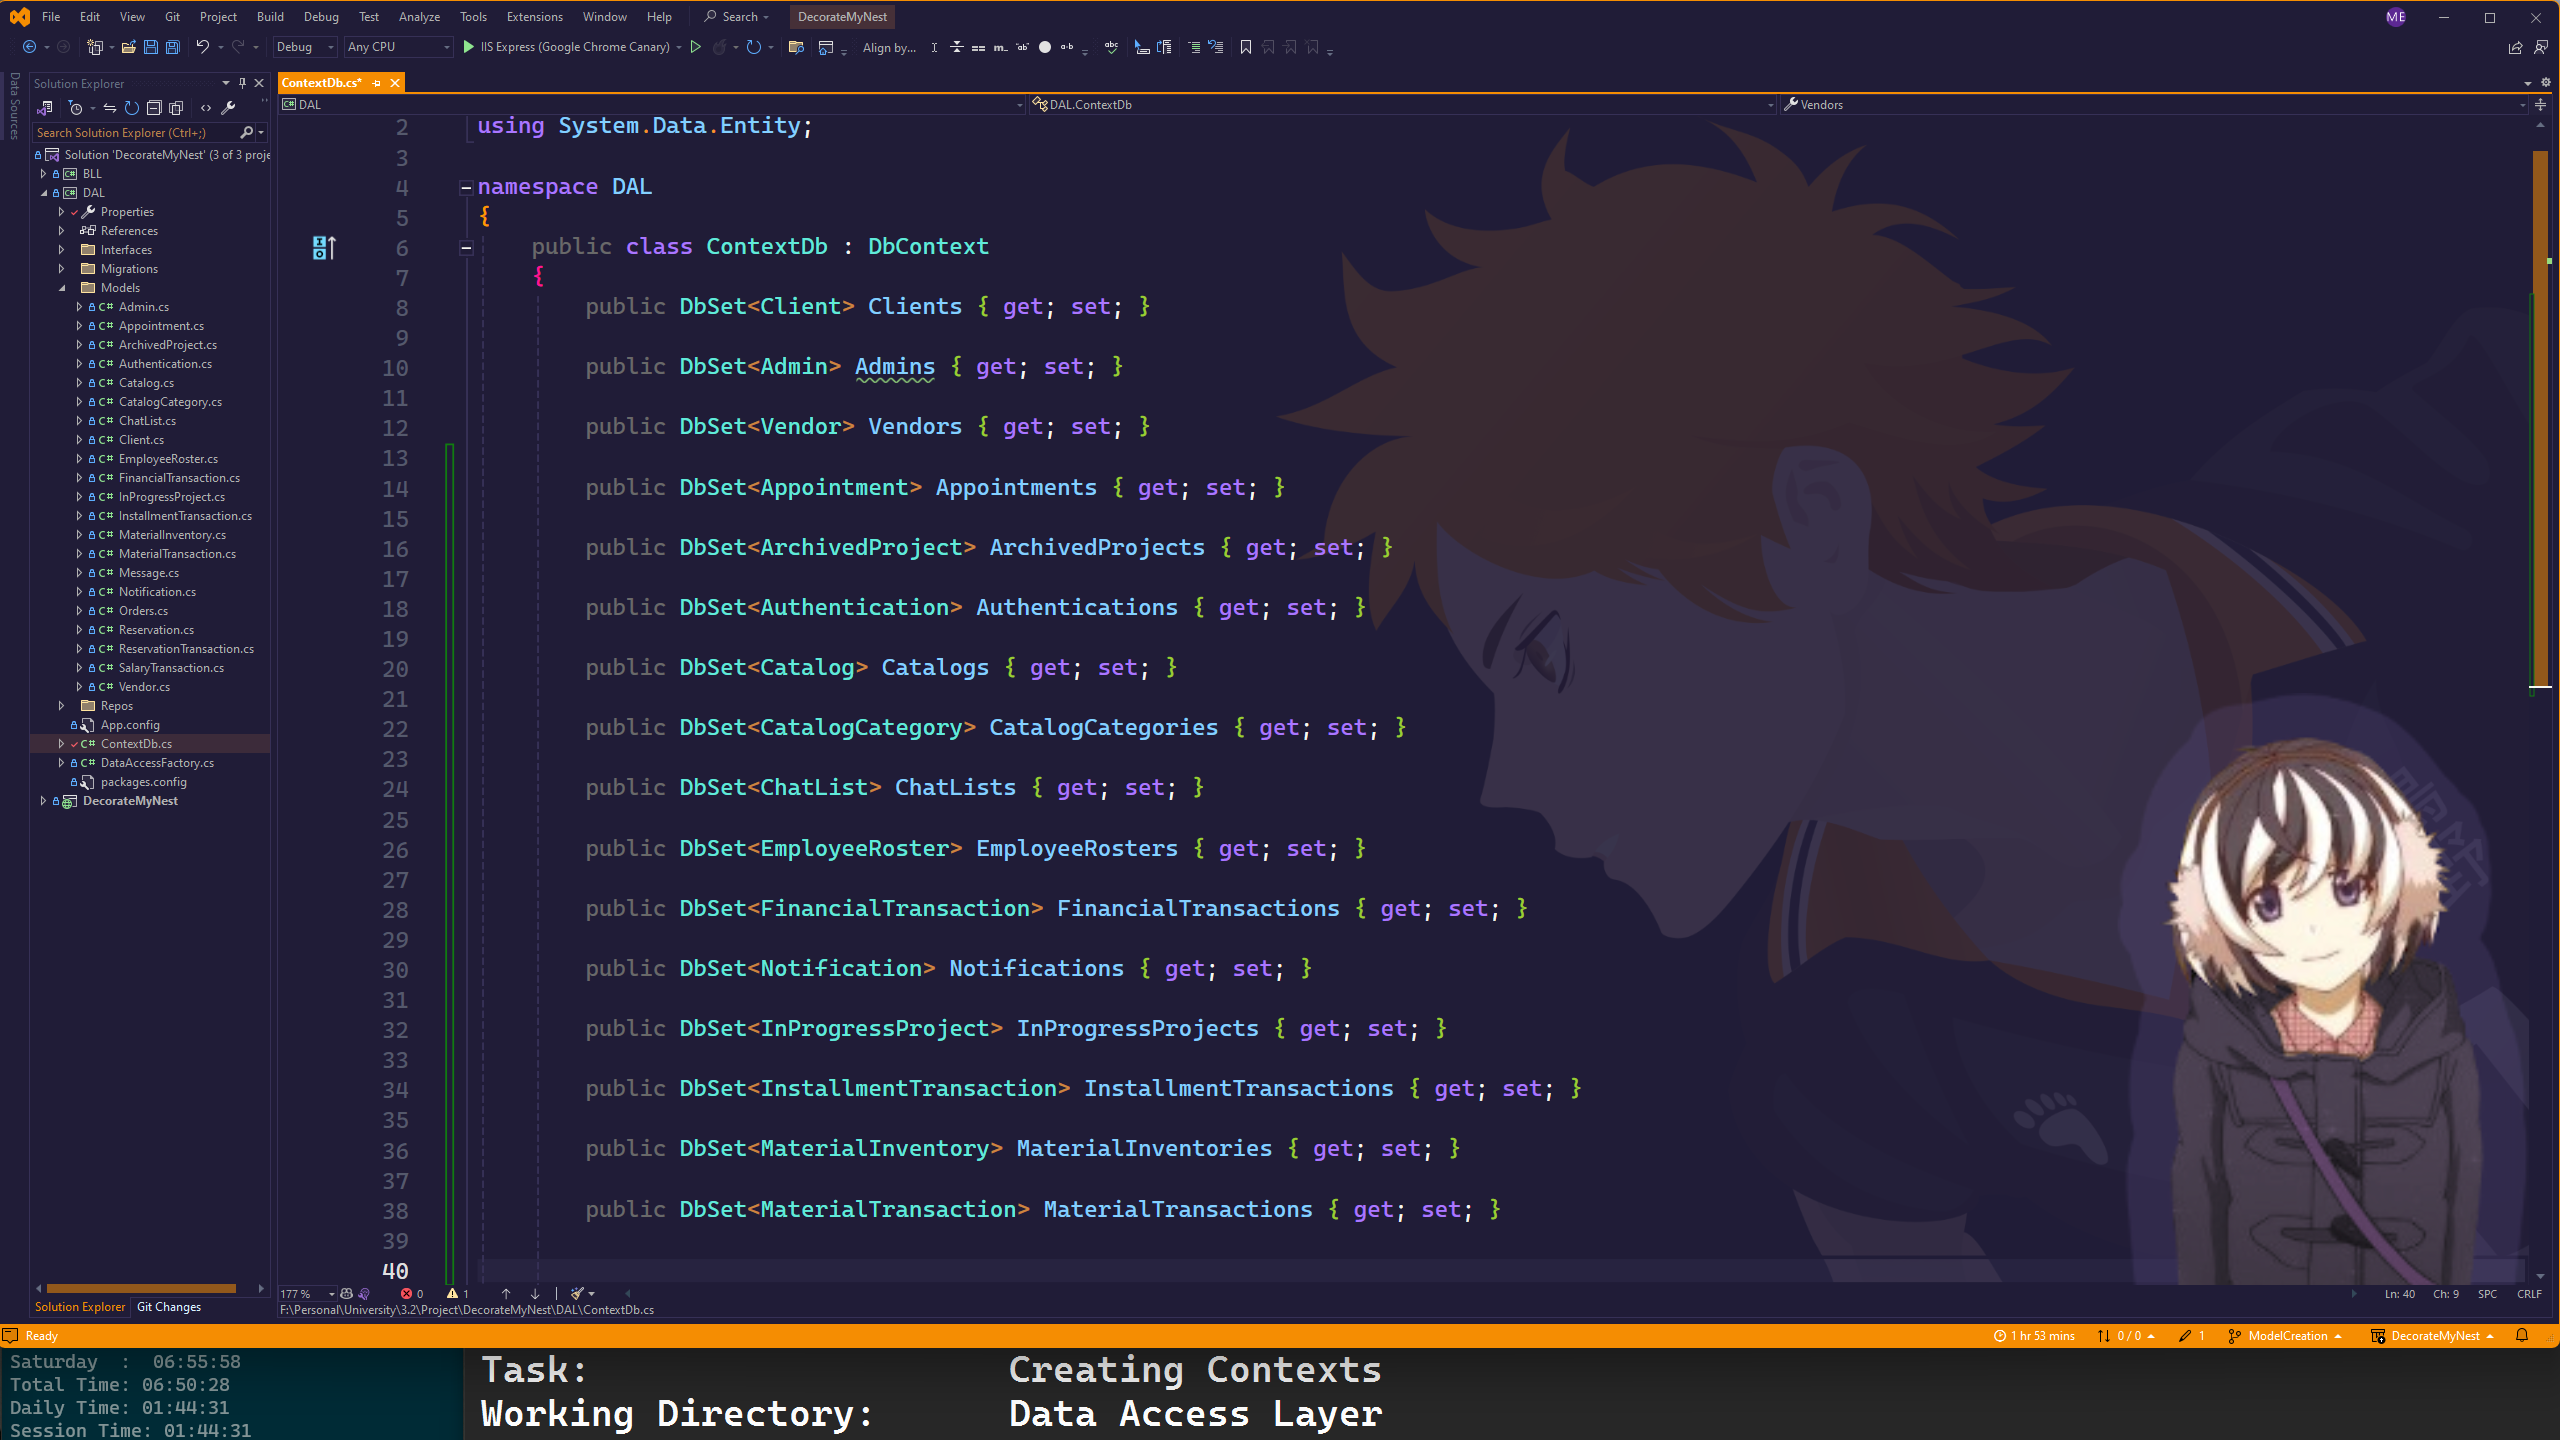 File Edit View Git Project Build Debug Test Analyze Tools Extensions Window Help Search DecorateMyNest ME
Debug Any CPU IIS Express (Google Chrome Canary) Align by...
Data Sources
Solution Explorer
Search Solution Explorer (Ctrl+;)
Solution 'DecorateMyNest' (3 of 3 proje
BLL
DAL
Properties
References
Interfaces
Migrations
Models
Admin.cs
Appointment.cs
ArchivedProject.cs
Authentication.cs
Catalog.cs
CatalogCategory.cs
ChatList.cs
Client.cs
EmployeeRoster.cs
FinancialTransaction.cs
InProgressProject.cs
InstallmentTransaction.cs
MaterialInventory.cs
MaterialTransaction.cs
Message.cs
Notification.cs
Orders.cs
Reservation.cs
ReservationTransaction.cs
SalaryTransaction.cs
Vendor.cs
Repos
App.config
ContextDb.cs
DataAccessFactory.cs
packages.config
DecorateMyNest
Solution Explorer Git Changes
ContextDb.cs*
DAL DAL.ContextDb Vendors
2 using System.Data.Entity;
3
4 namespace DAL
5 {
6 public class ContextDb : DbContext
7 {
8 public DbSet<Client> Clients { get; set; }
9
10 public DbSet<Admin> Admins { get; set; }
11
12 public DbSet<Vendor> Vendors { get; set; }
13
14 public DbSet<Appointment> Appointments { get; set; }
15
16 public DbSet<ArchivedProject> ArchivedProjects { get; set; }
17
18 public DbSet<Authentication> Authentications { get; set; }
19
20 public DbSet<Catalog> Catalogs { get; set; }
21
22 public DbSet<CatalogCategory> CatalogCategories { get; set; }
23
24 public DbSet<ChatList> ChatLists { get; set; }
25
26 public DbSet<EmployeeRoster> EmployeeRosters { get; set; }
27
28 public DbSet<FinancialTransaction> FinancialTransactions { get; set; }
29
30 public DbSet<Notification> Notifications { get; set; }
31
32 public DbSet<InProgressProject> InProgressProjects { get; set; }
33
34 public DbSet<InstallmentTransaction> InstallmentTransactions { get; set; }
35
36 public DbSet<MaterialInventory> MaterialInventories { get; set; }
37
38 public DbSet<MaterialTransaction> MaterialTransactions { get; set; }
39
40
177 % 0 1 Ln: 40 Ch: 9 SPC CRLF
F:\Personal\University\3.2\Project\DecorateMyNest\DAL\ContextDb.cs
Ready 1 hr 53 mins 0 / 0 1 ModelCreation DecorateMyNest
Saturday : 06:55:58
Total Time: 06:50:28
Daily Time: 01:44:31
Session Time: 01:44:31
Task: Creating Contexts
Working Directory: Data Access Layer